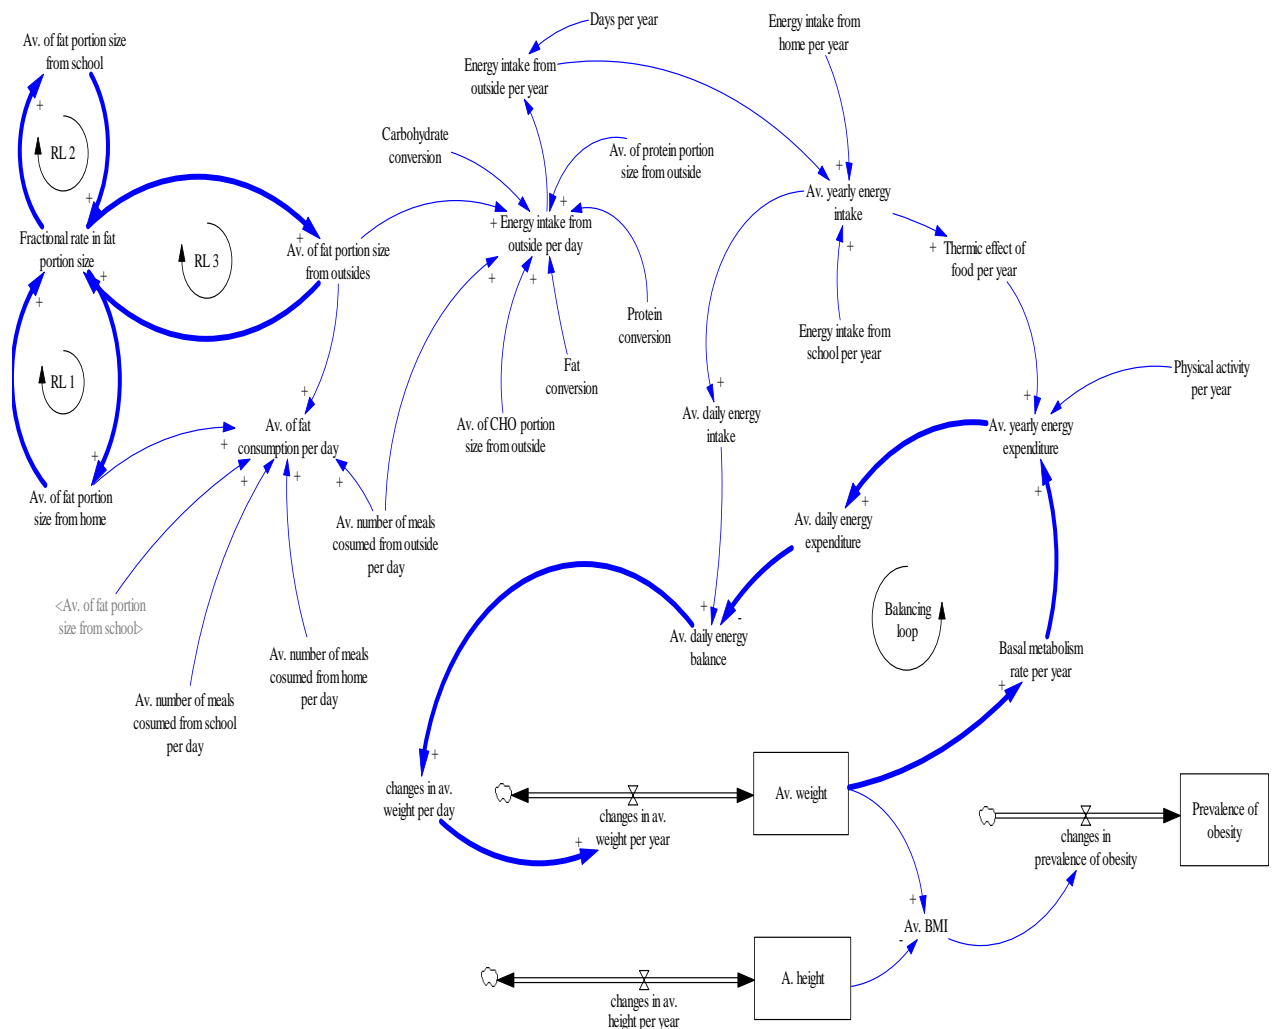 Av. of fat portion size
from school
+
RL 2
+
Fractional rate in fat
portion size
+
+
RL 1
+
Av. of fat portion
size from home
RL 3
+
Av. of fat portion size
from outsides
Days per year
Energy intake from
outside per year
Energy intake from
home per year
Carbohydrate
conversion
Av. of protein portion
size from outside
+
+
Energy intake from
outside per day
+
+
Protein
conversion
Fat
conversion
Av. of CHO portion
size from outside
+
Av. yearly energy
intake
+
+
Thermic effect of
food per year
Energy intake from
school per year
Physical activity
per year
+
Av. of fat
consumption per day
+
+
+
+
Av. number of meals
cosumed from outside
per day
<Av. of fat portion
size from school>
Av. number of meals
cosumed from home
per day
Av. number of meals
cosumed from school
per day
+
Av. daily energy
intake
+
Av. yearly energy
expenditure
+
+
Av. daily energy
expenditure
+
-
Av. daily energy
balance
Balancing
loop
Basal metabolism
rate per year
+
+
changes in av.
weight per day
+
changes in av.
weight per year
Av. weight
changes in
prevalence of obesity
Prevalence of
obesity
+
-
Av. BMI
A. height
changes in av.
height per year